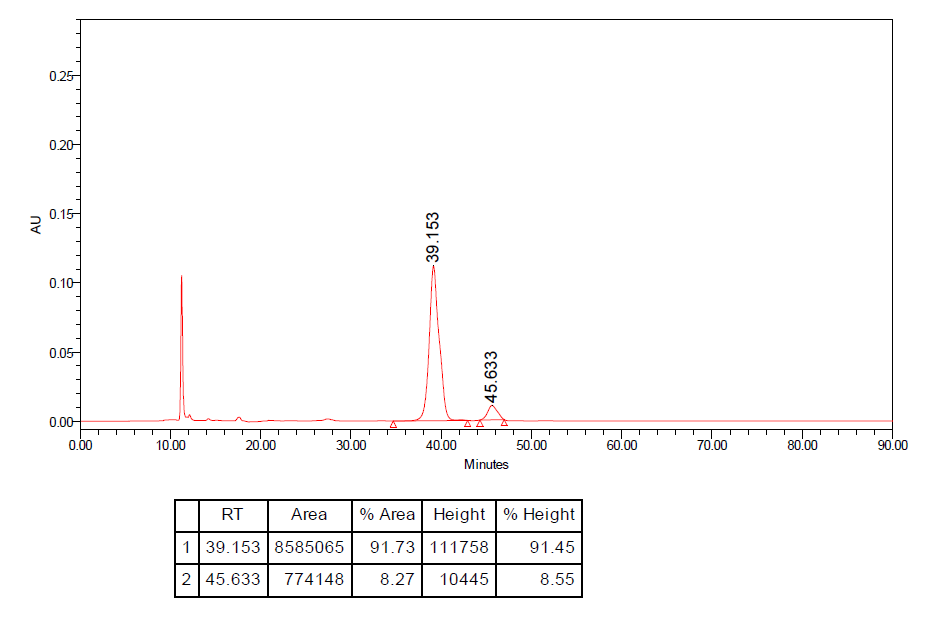 0.25
0.20
0.15
0.10
0.05
0.00
AU
39.153
45.633
0.00 10.00 20.00 30.00 40.00 50.00 60.00 70.00 80.00 90.00
Minutes
RT Area % Area Height % Height
1 39.153 8585065 91.73 111758 91.45
2 45.633 774148 8.27 10445 8.55